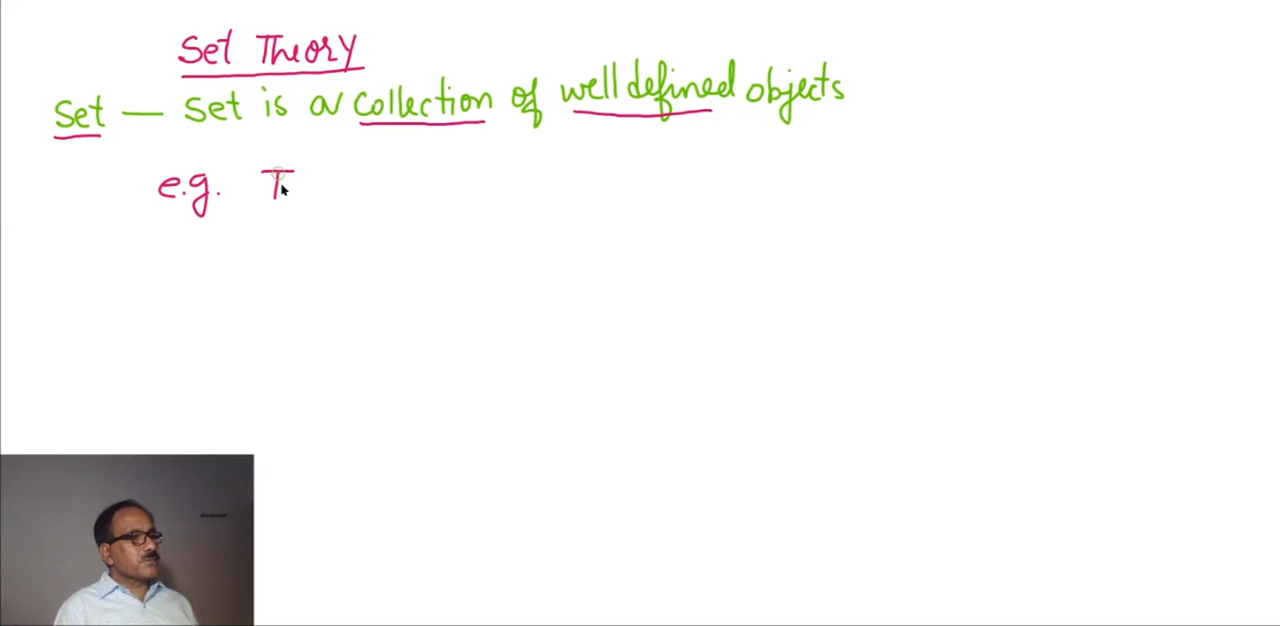 Set Theory
Set — Set is a collection of well defined objects
e.g. T